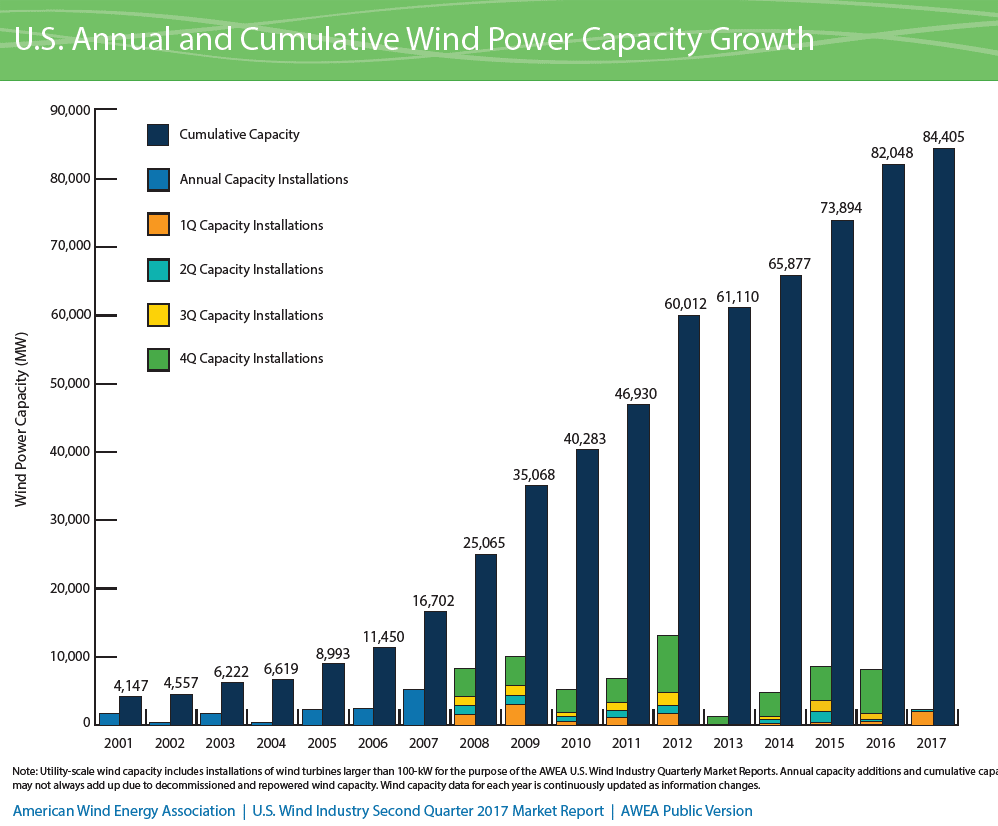 U.S. Annual and Cumulative Wind Power Capacity Growth
90,000
80,000
70,000
60,000
50,000
40,000
30,000
20,000
10,000
0
Wind Power Capacity (MW)
Cumulative Capacity
Annual Capacity Installations
1Q Capacity Installations
2Q Capacity Installations
3Q Capacity Installations
4Q Capacity Installations
4,147
4,557
6,222
6,619
8,993
11,450
16,702
25,065
35,068
40,283
46,930
60,012
61,110
65,877
73,894
82,048
84,405
2001 2002 2003 2004 2005 2006 2007 2008 2009 2010 2011 2012 2013 2014 2015 2016 2017
Note: Utility-scale wind capacity includes installations of wind turbines larger than 100-kW for the purpose of the AWEA U.S. Wind Industry Quarterly Market Reports. Annual capacity additions and cumulative capa
may not always add up due to decommissioned and repowered wind capacity. Wind capacity data for each year is continuously updated as information changes.
American Wind Energy Association | U.S. Wind Industry Second Quarter 2017 Market Report | AWEA Public Version